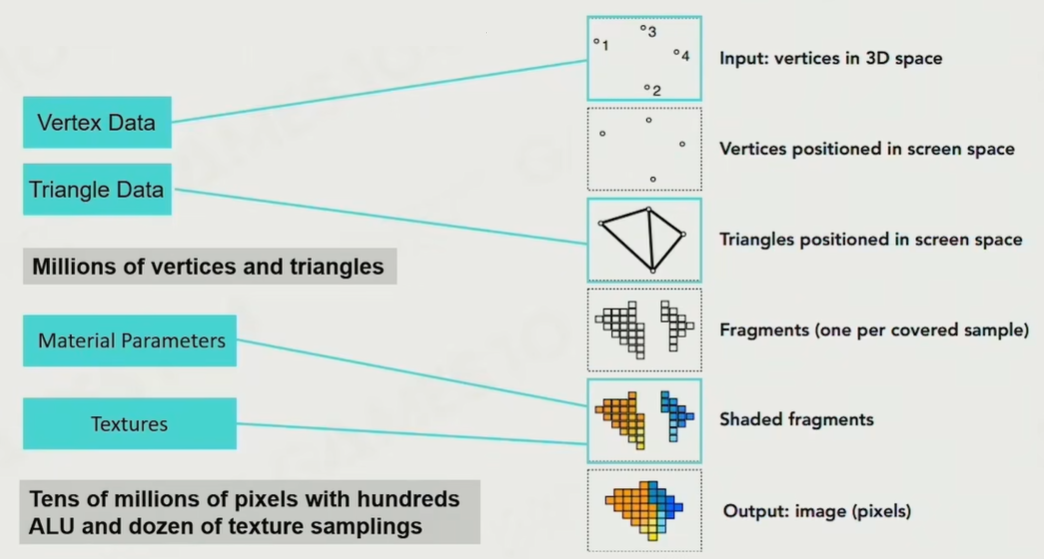 Vertex Data
Triangle Data
Millions of vertices and triangles
Material Parameters
Textures
Tens of millions of pixels with hundreds
ALU and dozen of texture samplings
1
3
4
2
Input: vertices in 3D space
Vertices positioned in screen space
Triangles positioned in screen space
Fragments (one per covered sample)
Shaded fragments
Output: image (pixels)